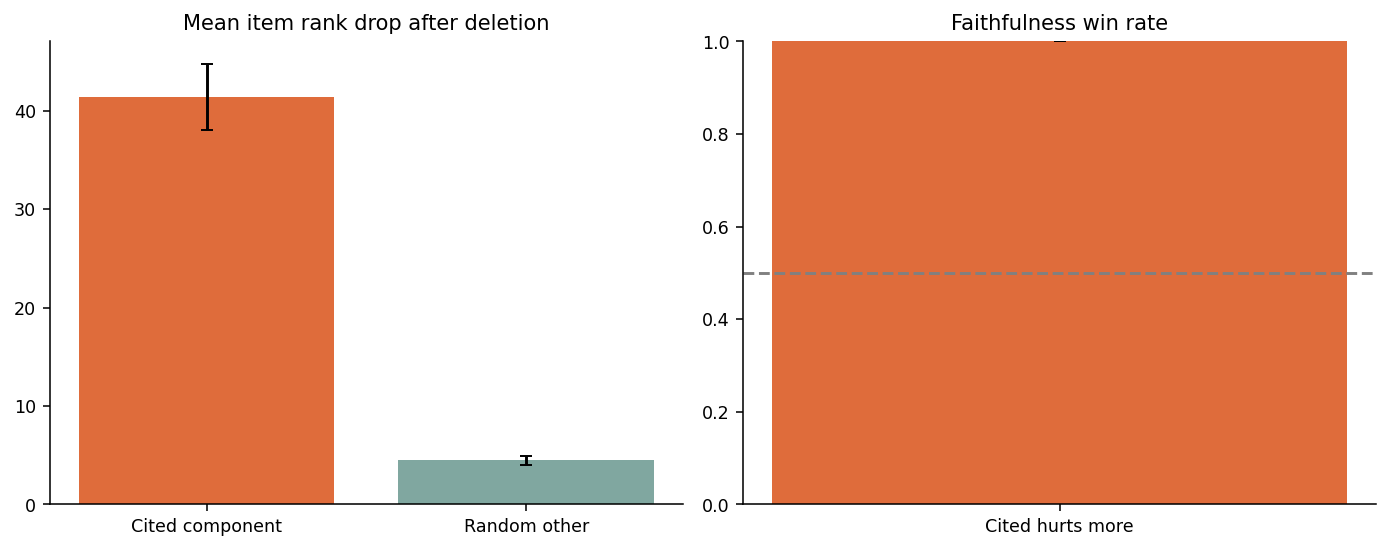 Mean item rank drop after deletion
40
30
20
10
0
Cited component
Random other
Faithfulness win rate
1.0
0.8
0.6
0.4
0.2
0.0
Cited hurts more